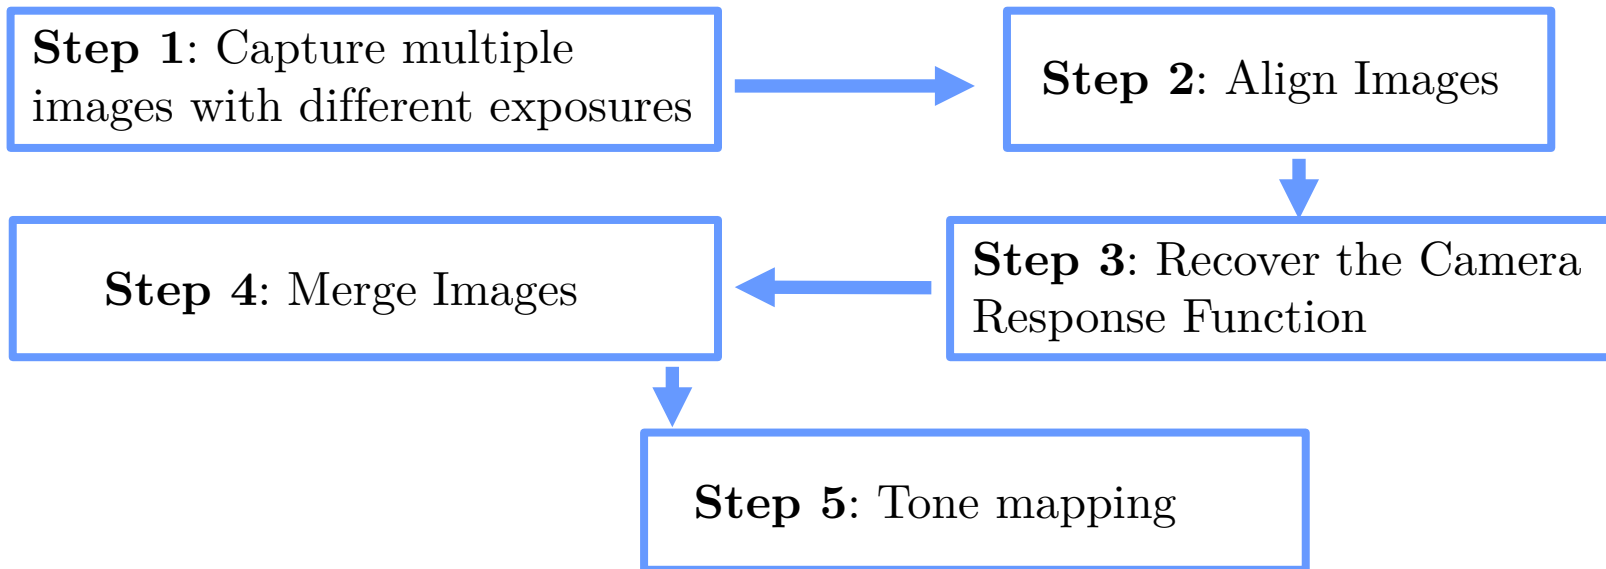 Step 1: Capture multiple
images with different exposures
Step 2: Align Images
Step 3: Recover the Camera
Response Function
Step 4: Merge Images
Step 5: Tone mapping